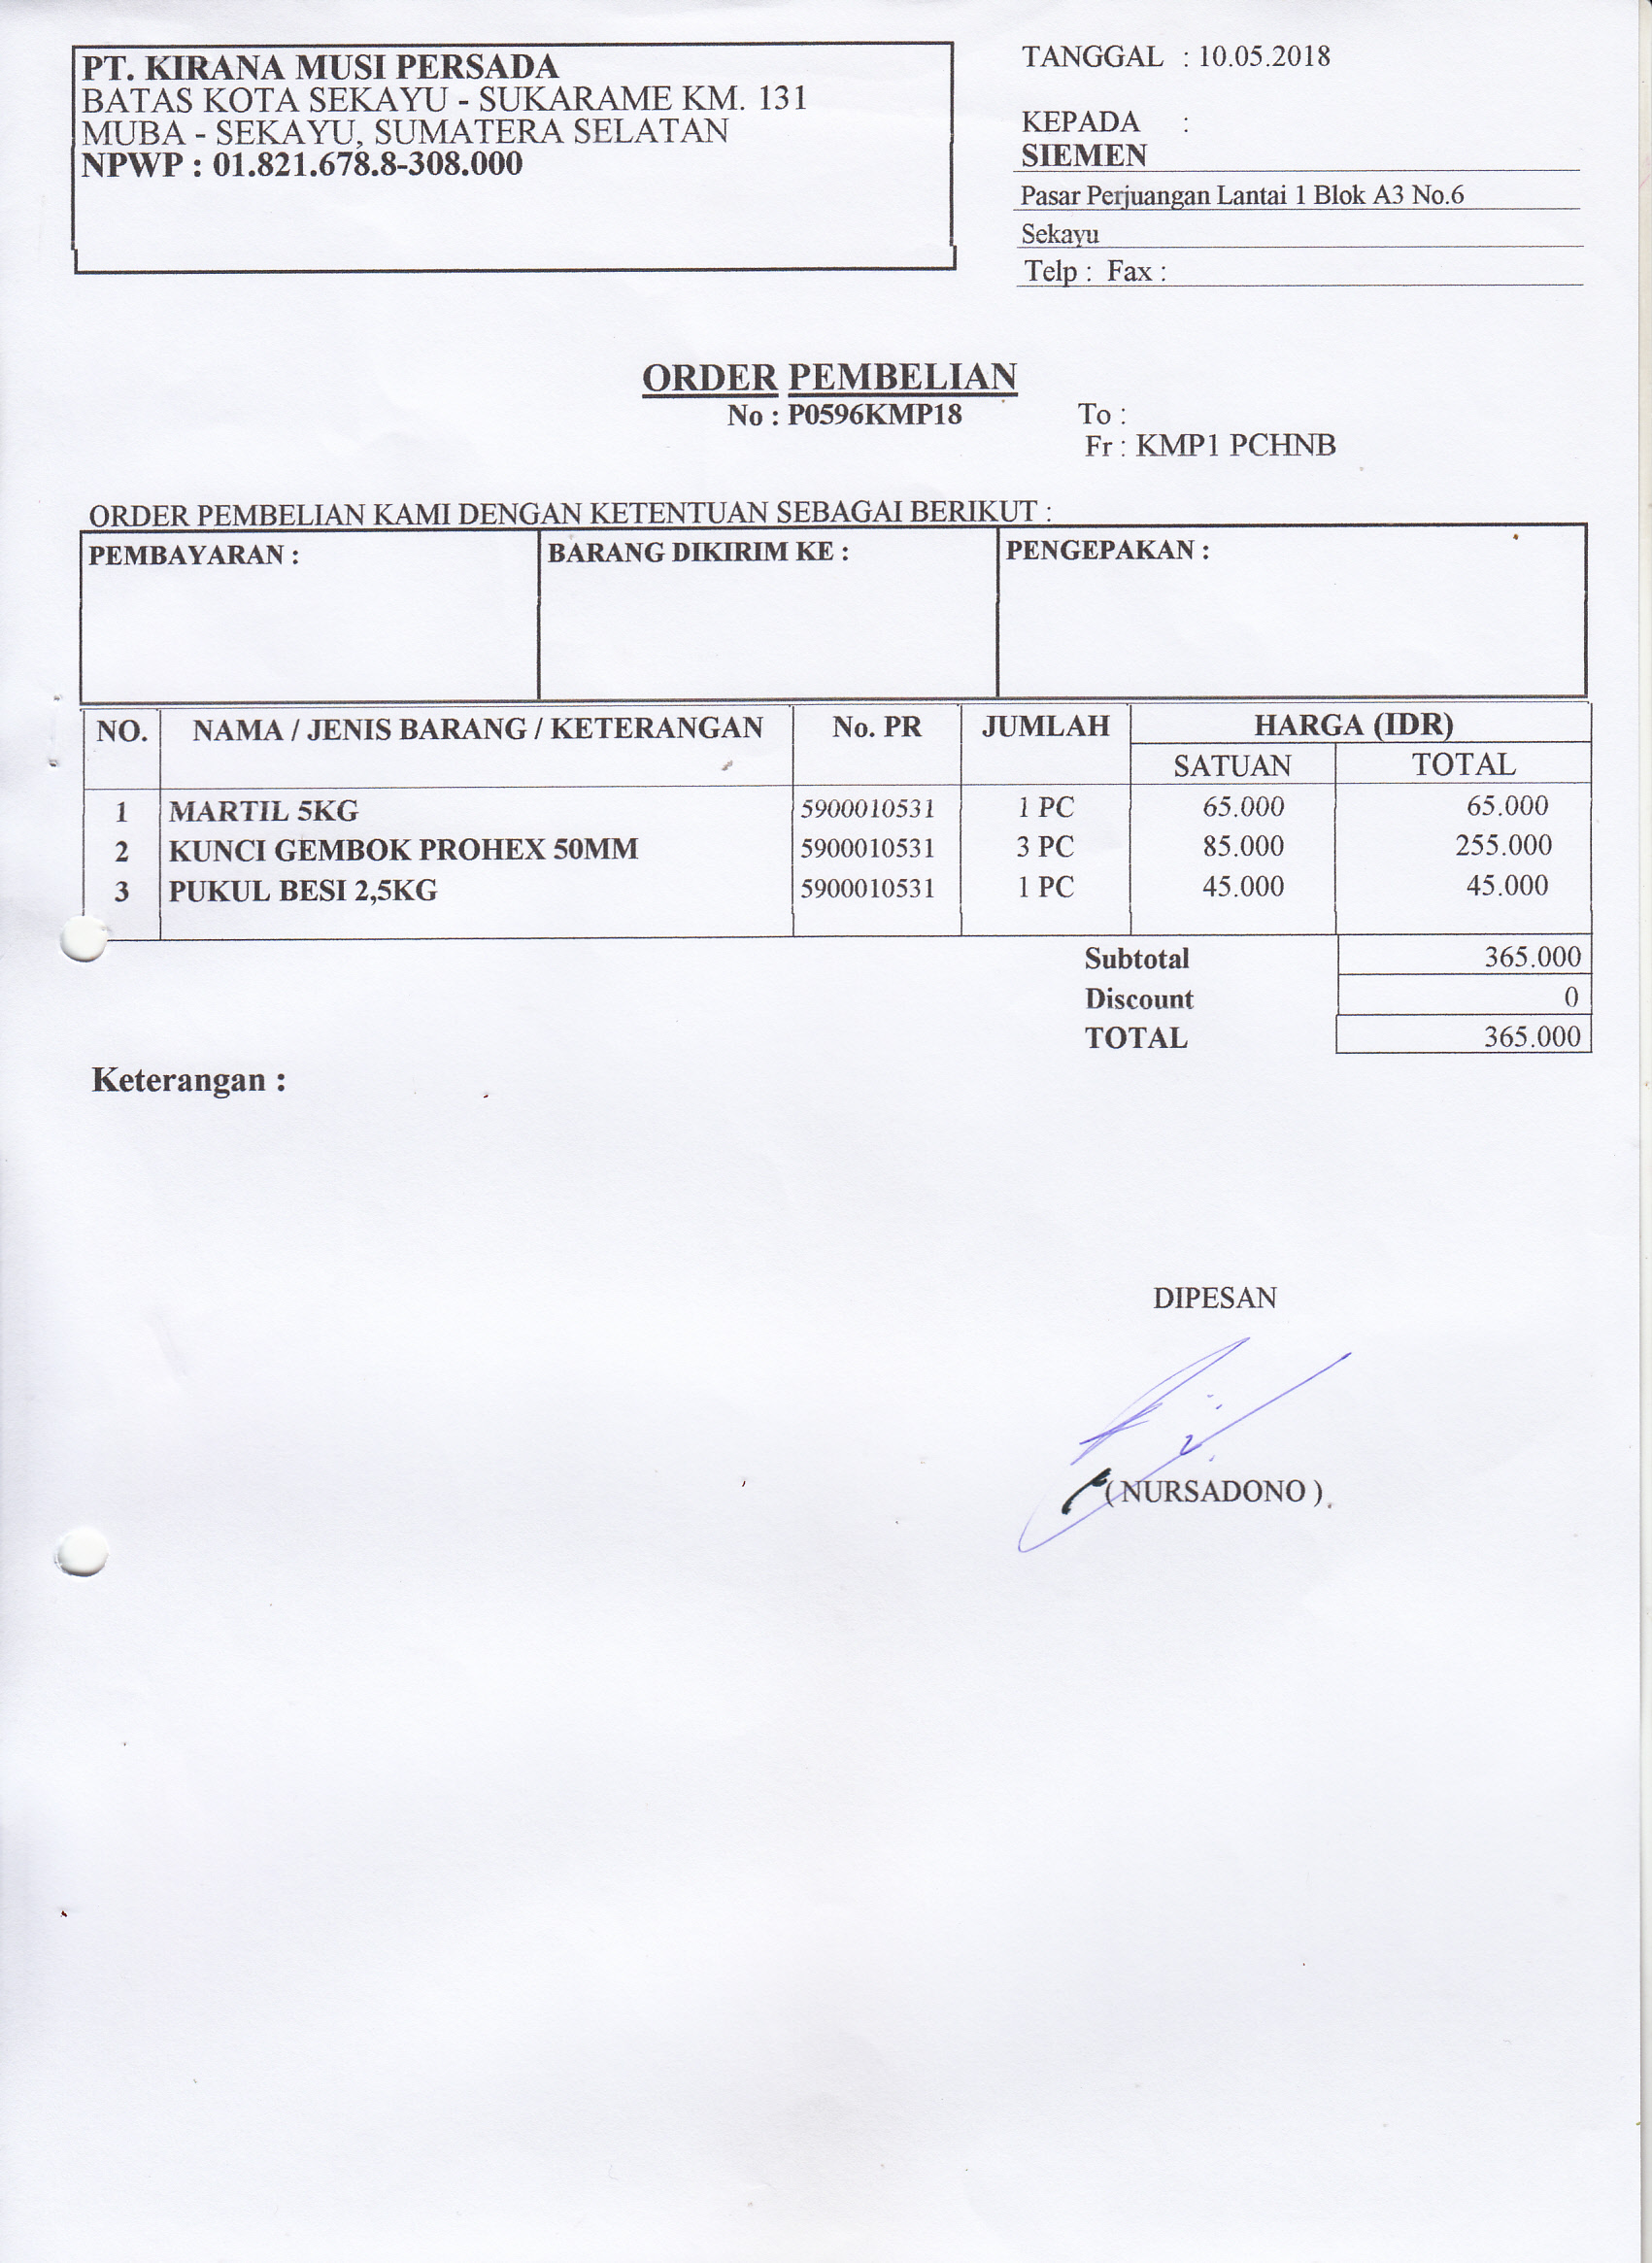 PT. KIRANA MUSI PERSADA
BATAS KOTA SEKAYU - SUKARAME KM. 131
MUBA - SEKAYU, SUMATERA SELATAN
NPWP : 01.821.678.8-308.000
TANGGAL : 10.05.2018
KEPADA :
SIEMEN
Pasar Perjuangan Lantai 1 Blok A3 No.6
Sekayu
Telp : Fax :
ORDER PEMBELIAN
No : P0596KMP18
To :
Fr : KMP1 PCHNB
ORDER PEMBELIAN KAMI DENGAN KETENTUAN SEBAGAI BERIKUT :
PEMBAYARAN : BARANG DIKIRIM KE : PENGEPAKAN :
NO. NAMA / JENIS BARANG / KETERANGAN No. PR JUMLAH HARGA (IDR)
SATUAN TOTAL
1 MARTIL 5KG 5900010531 1 PC 65.000 65.000
2 KUNCI GEMBOK PROHEX 50MM 5900010531 3 PC 85.000 255.000
3 PUKUL BESI 2,5KG 5900010531 1 PC 45.000 45.000
Subtotal 365.000
Discount 0
TOTAL 365.000
Keterangan :
DIPESAN
( NURSADONO )